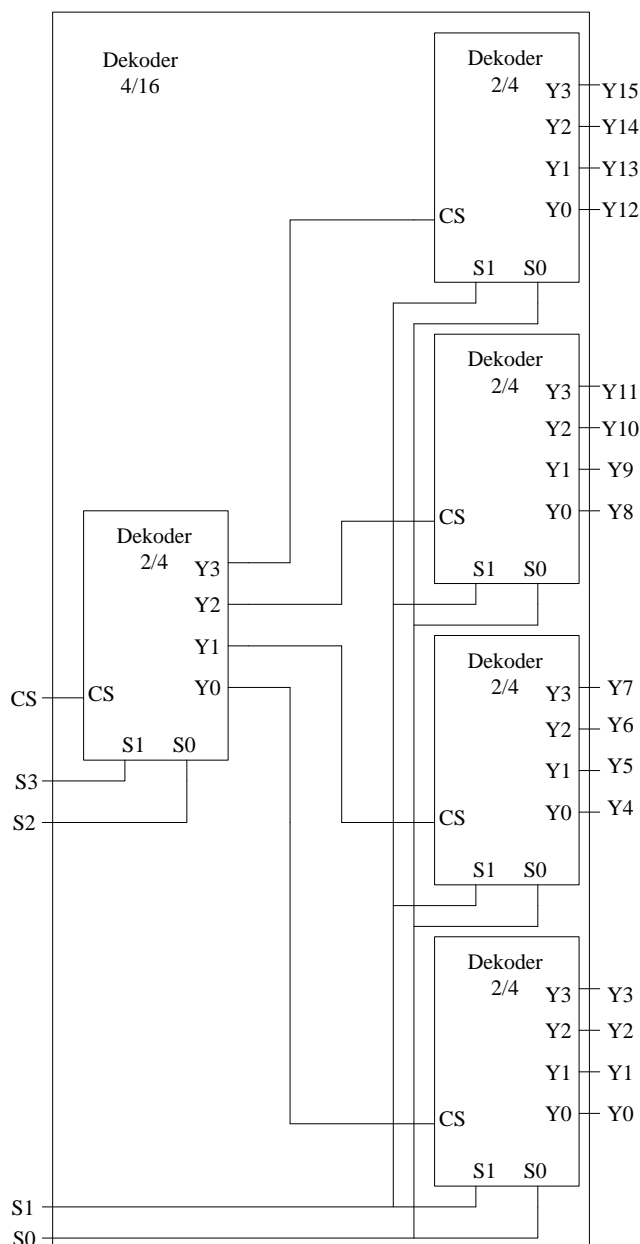 Dekoder
4/16
Dekoder
2/4
Y3 Y15
Y2 Y14
Y1 Y13
Y0 Y12
CS
S1 S0
Dekoder
2/4
Y3 Y11
Y2 Y10
Y1 Y9
Y0 Y8
CS
S1 S0
Dekoder
2/4
Y3
Y2
Y1
Y0
CS CS
S1 S0
S3
S2
Dekoder
2/4
Y3 Y7
Y2 Y6
Y1 Y5
Y0 Y4
CS
S1 S0
Dekoder
2/4
Y3 Y3
Y2 Y2
Y1 Y1
Y0 Y0
CS
S1 S0
S1
S0